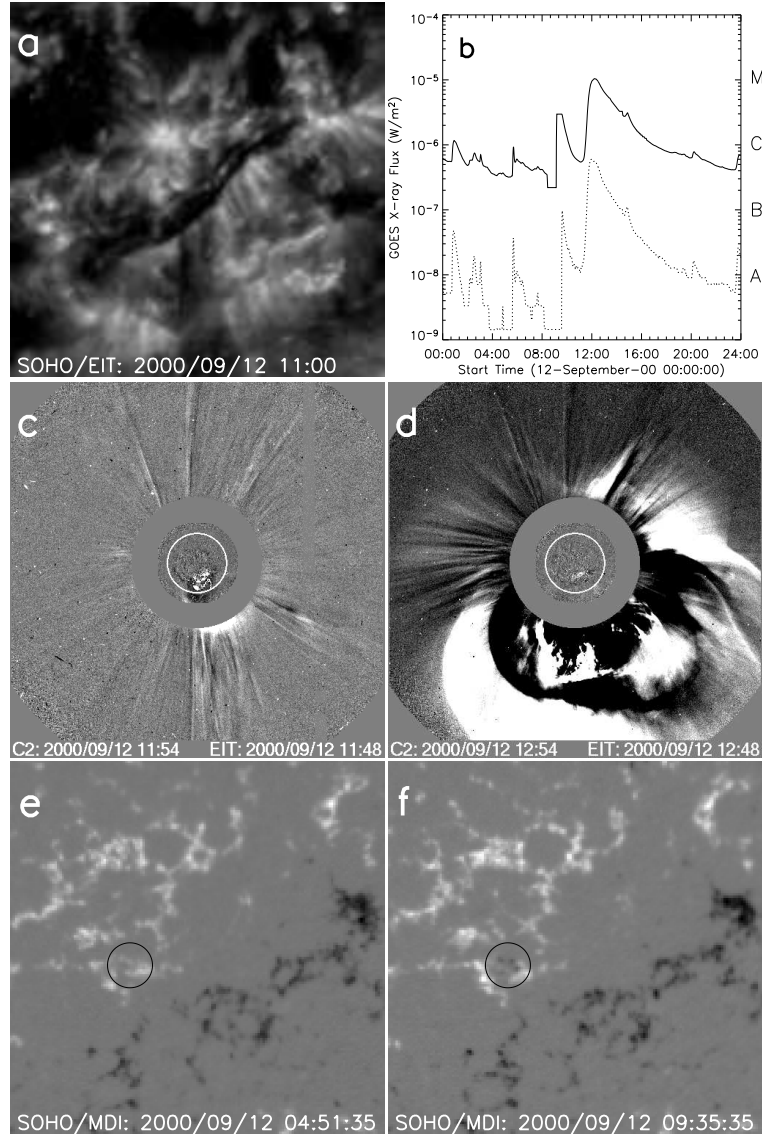 a
SOHO/EIT: 2000/09/12 11:00
b
GOES X-ray Flux (W/m²)
10⁻⁴
10⁻⁵
10⁻⁶
10⁻⁷
10⁻⁸
10⁻⁹
M
C
B
A
00:00 04:00 08:00 12:00 16:00 20:00 24:00
Start Time (12-September-00 00:00:00)
c
C2: 2000/09/12 11:54 EIT: 2000/09/12 11:48
d
C2: 2000/09/12 12:54 EIT: 2000/09/12 12:48
e
SOHO/MDI: 2000/09/12 04:51:35
f
SOHO/MDI: 2000/09/12 09:35:35